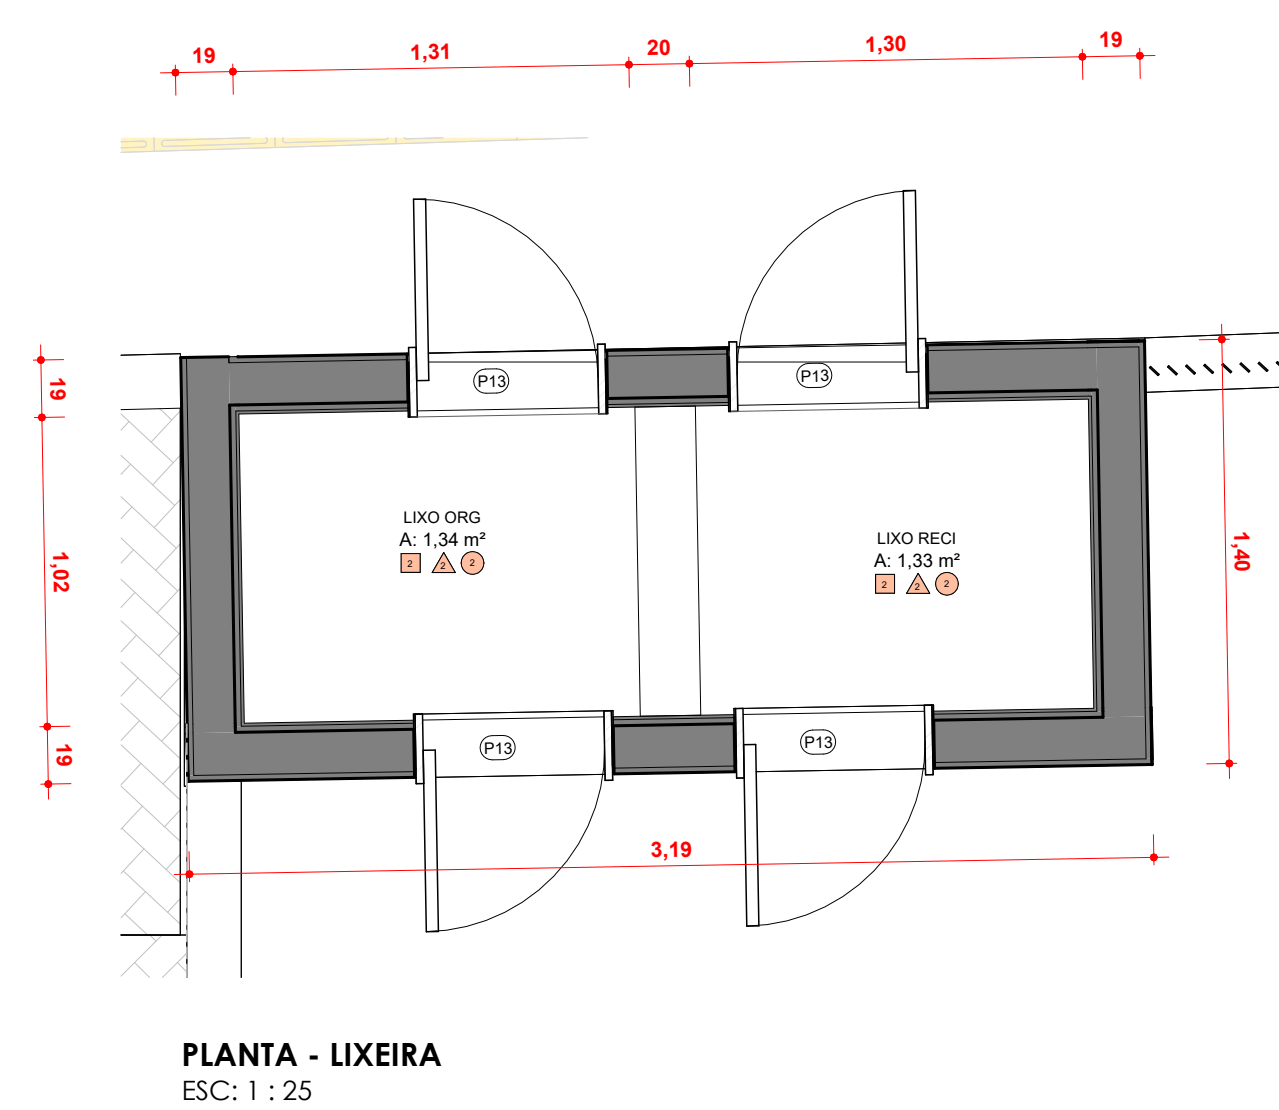 19
1,31
20
1,30
19
P13
P13
19
1,02
19
1,40
LIXO ORG
A: 1,34 m²
2
2
2
LIXO RECI
A: 1,33 m²
2
2
2
P13
P13
3,19
PLANTA - LIXEIRA
ESC: 1 : 25